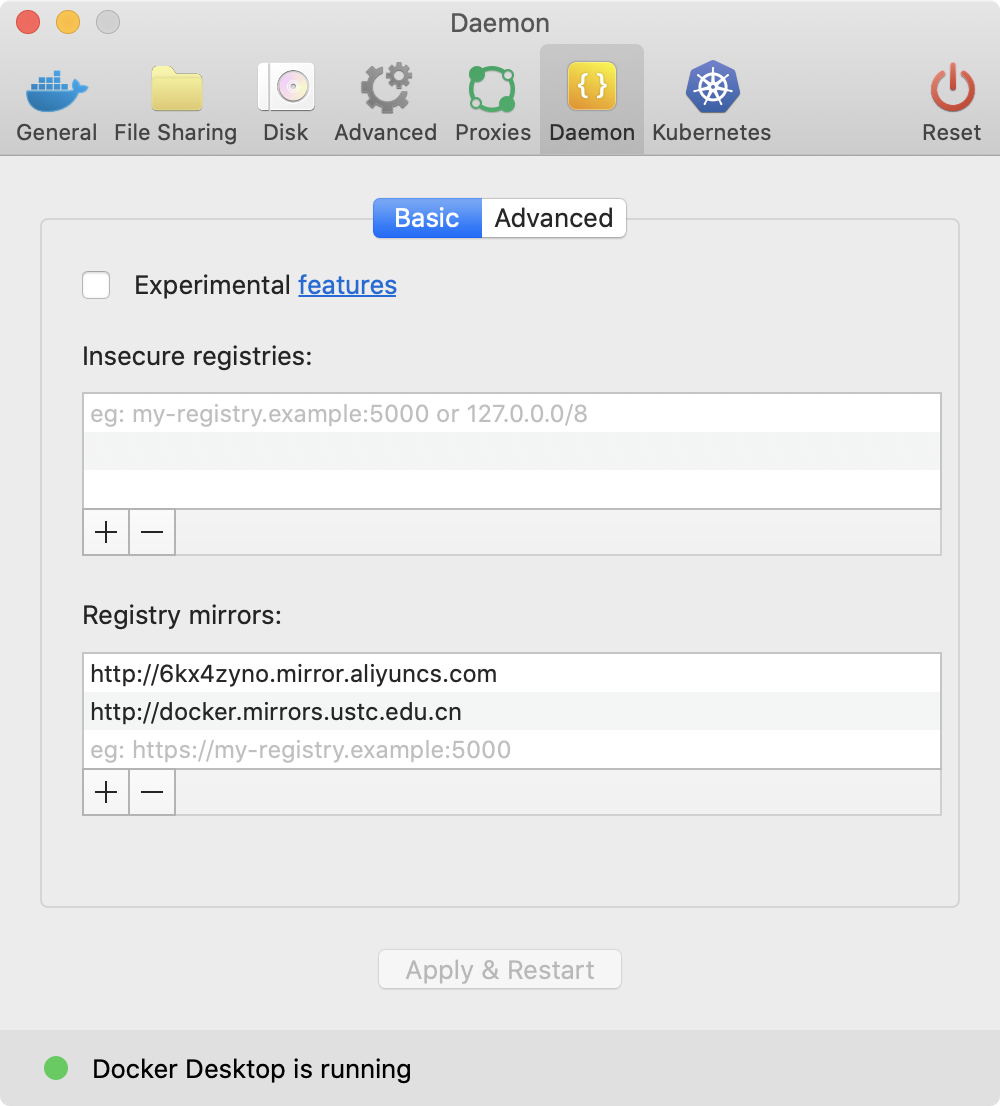 Daemon
General File Sharing Disk Advanced Proxies Daemon Kubernetes Reset
Basic Advanced
Experimental features
Insecure registries:
eg: my-registry.example:5000 or 127.0.0.0/8
Registry mirrors:
http://6kx4zyno.mirror.aliyuncs.com
http://docker.mirrors.ustc.edu.cn
eg: https://my-registry.example:5000
Apply & Restart
Docker Desktop is running